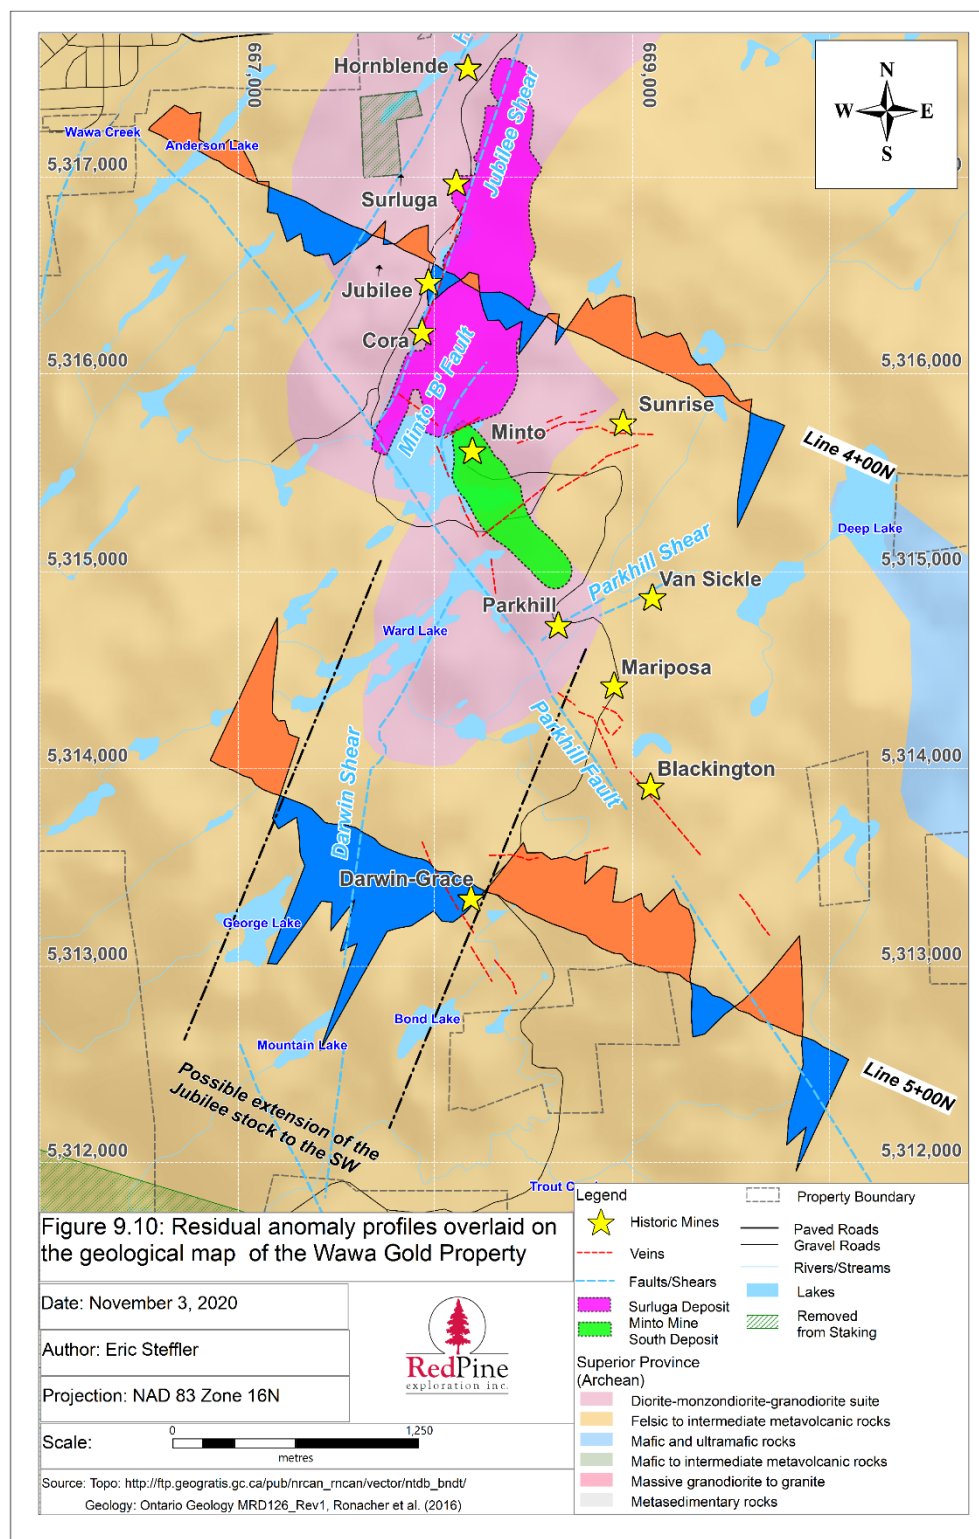 Hornblende
667,000
669,000
N
W E
S
Wawa Creek
Anderson Lake
5,317,000
Jubilee Shear
Surluga
Jubilee
Cora
5,316,000
5,316,000
Minto 'B' Fault
Sunrise
Minto
Line 4+00N
Deep Lake
5,315,000
5,315,000
Parkhill Shear
Van Sickle
Parkhill
Ward Lake
Mariposa
Parkhill Fault
5,314,000
5,314,000
Blackington
Darwin Shear
Darwin-Grace
George Lake
5,313,000
5,313,000
Bond Lake
Mountain Lake
Line 5+00N
Possible extension of the
Jubilee stock to the SW
5,312,000
5,312,000
Trout
Figure 9.10: Residual anomaly profiles overlaid on
the geological map of the Wawa Gold Property
Date: November 3, 2020
Author: Eric Steffler
Projection: NAD 83 Zone 16N
RedPine
exploration inc.
Scale:
0 1,250
metres
Source: Topo: http://ftp.geogratis.gc.ca/pub/nrcan_rncan/vector/ntdb_bndt/
Geology: Ontario Geology MRD126_Rev1, Ronacher et al. (2016)
Legend
Historic Mines
Veins
Faults/Shears
Surluga Deposit
Minto Mine
South Deposit
Property Boundary
Paved Roads
Gravel Roads
Rivers/Streams
Lakes
Removed
from Staking
Superior Province
(Archean)
Diorite-monzondiorite-granodiorite suite
Felsic to intermediate metavolcanic rocks
Mafic and ultramafic rocks
Mafic to intermediate metavolcanic rocks
Massive granodiorite to granite
Metasedimentary rocks